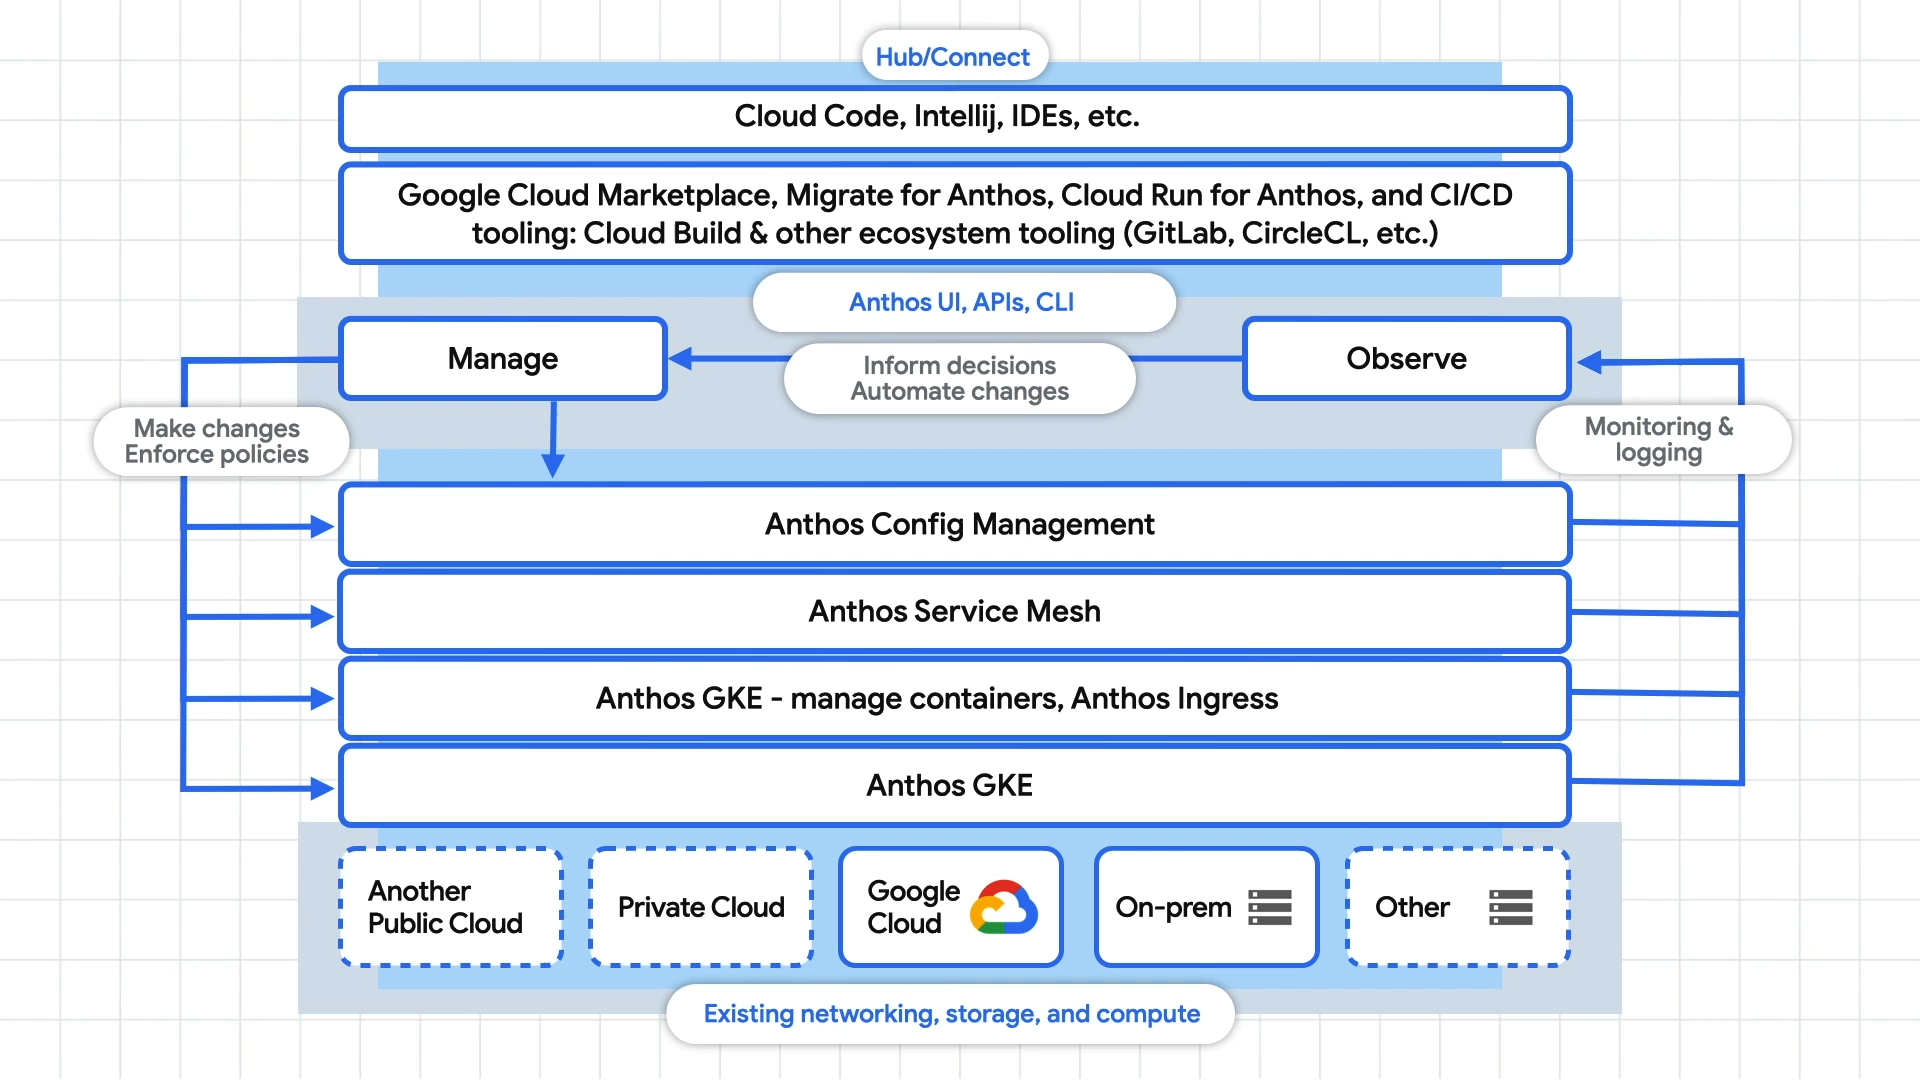 Hub/Connect
Cloud Code, Intellij, IDEs, etc.
Google Cloud Marketplace, Migrate for Anthos, Cloud Run for Anthos, and CI/CD
tooling: Cloud Build & other ecosystem tooling (GitLab, CircleCL, etc.)
Anthos UI, APIs, CLI
Manage
Inform decisions
Automate changes
Observe
Make changes
Enforce policies
Monitoring &
logging
Anthos Config Management
Anthos Service Mesh
Anthos GKE - manage containers, Anthos Ingress
Anthos GKE
Another
Public Cloud
Private Cloud
Google
Cloud
On-prem
Other
Existing networking, storage, and compute